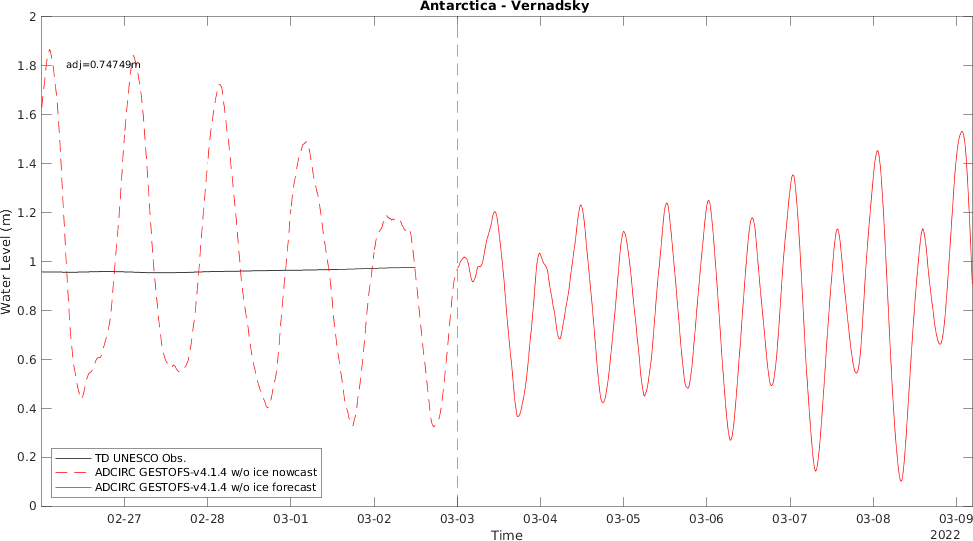 Antarctica - Vernadsky
2
1.8
1.6
1.4
1.2
1
0.8
0.6
0.4
0.2
0
Water Level (m)
adj=0.74749m
TD UNESCO Obs.
ADCIRC GESTOFS-v4.1.4 w/o ice nowcast
ADCIRC GESTOFS-v4.1.4 w/o ice forecast
02-27 02-28 03-01 03-02 03-03 03-04 03-05 03-06 03-07 03-08 03-09
Time
2022